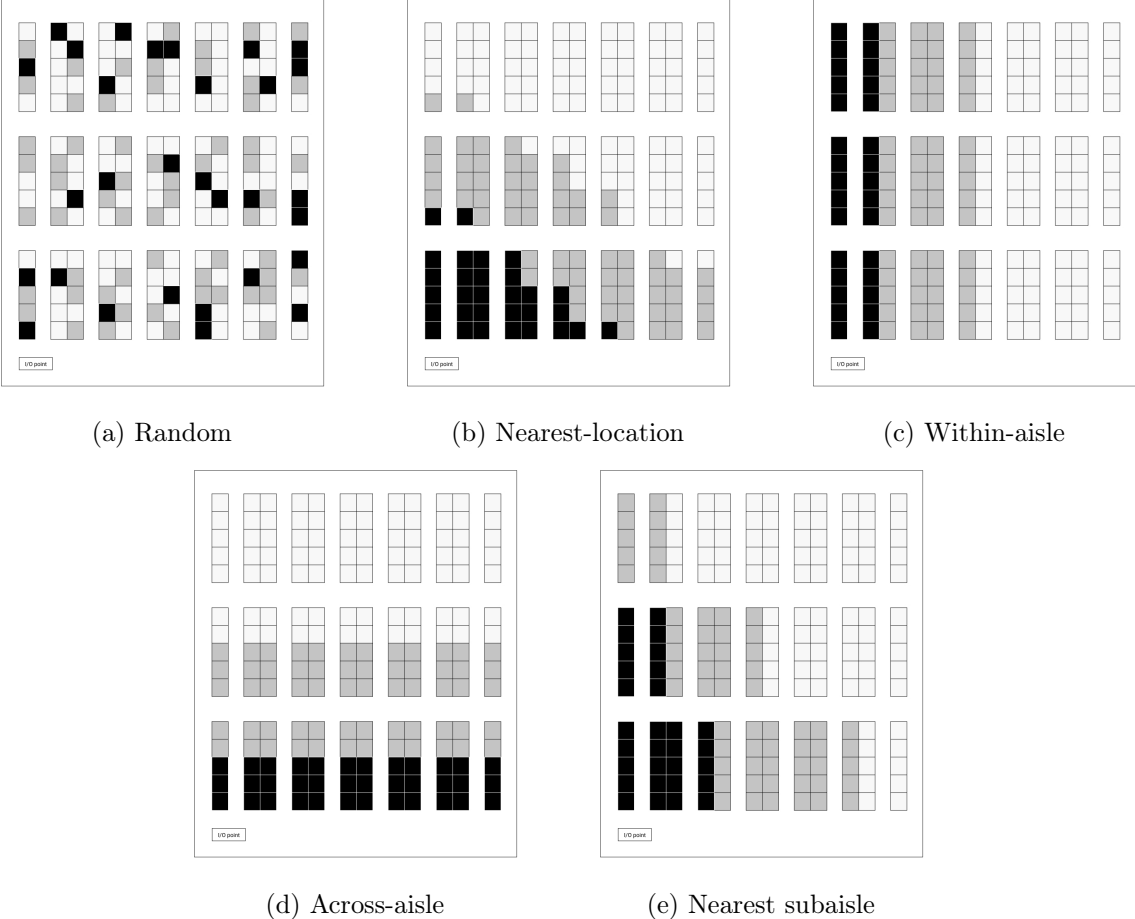 I/O point
I/O point
I/O point
(a) Random
(b) Nearest-location
(c) Within-aisle
I/O point
I/O point
(d) Across-aisle
(e) Nearest subaisle